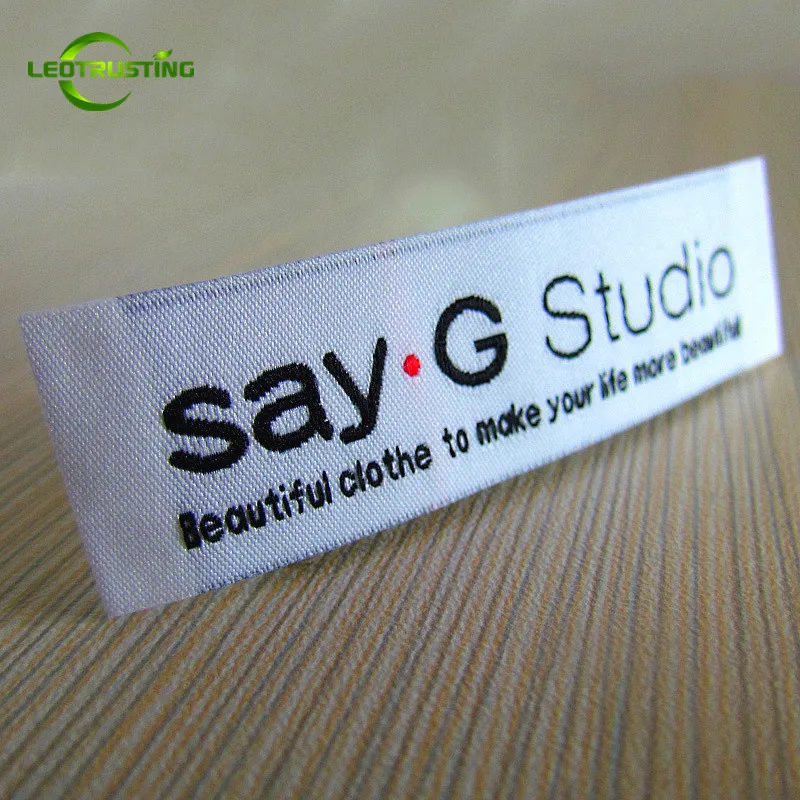 LEOTRUSTING
say·G Studio
Beautiful clothe to make your life more beautiful